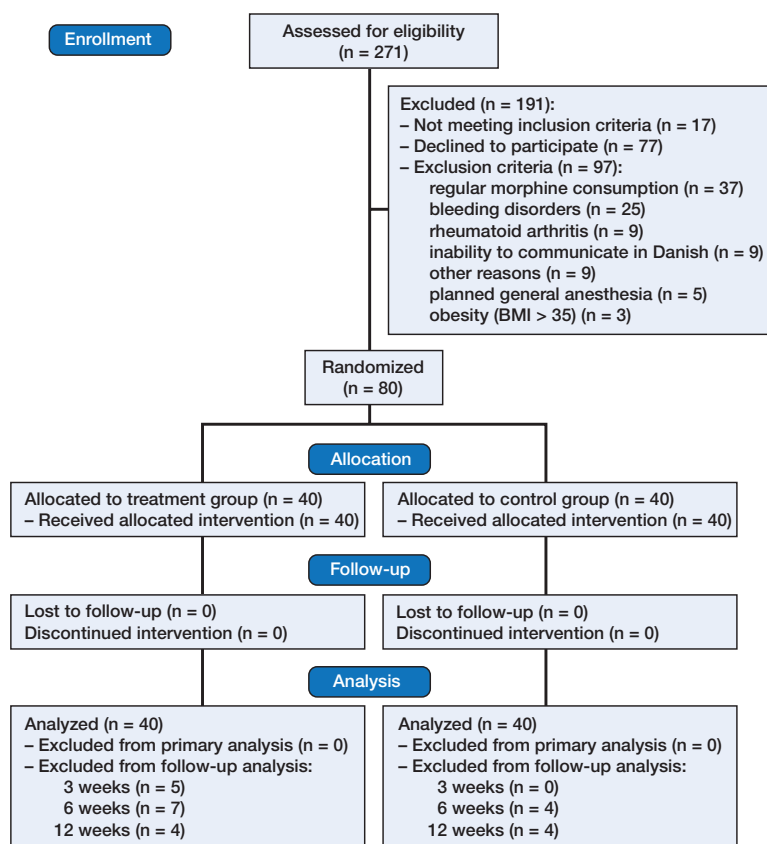 Enrollment
Assessed for eligibility
(n = 271)
Excluded (n = 191):
– Not meeting inclusion criteria (n = 17)
– Declined to participate (n = 77)
– Exclusion criteria (n = 97):
regular morphine consumption (n = 37)
bleeding disorders (n = 25)
rheumatoid arthritis (n = 9)
inability to communicate in Danish (n = 9)
other reasons (n = 9)
planned general anesthesia (n = 5)
obesity (BMI > 35) (n = 3)
Randomized
(n = 80)
Allocation
Allocated to treatment group (n = 40)
– Received allocated intervention (n = 40)
Allocated to control group (n = 40)
– Received allocated intervention (n = 40)
Follow-up
Lost to follow-up (n = 0)
Discontinued intervention (n = 0)
Lost to follow-up (n = 0)
Discontinued intervention (n = 0)
Analysis
Analyzed (n = 40)
– Excluded from primary analysis (n = 0)
– Excluded from follow-up analysis:
3 weeks (n = 5)
6 weeks (n = 7)
12 weeks (n = 4)
Analyzed (n = 40)
– Excluded from primary analysis (n = 0)
– Excluded from follow-up analysis:
3 weeks (n = 0)
6 weeks (n = 4)
12 weeks (n = 4)